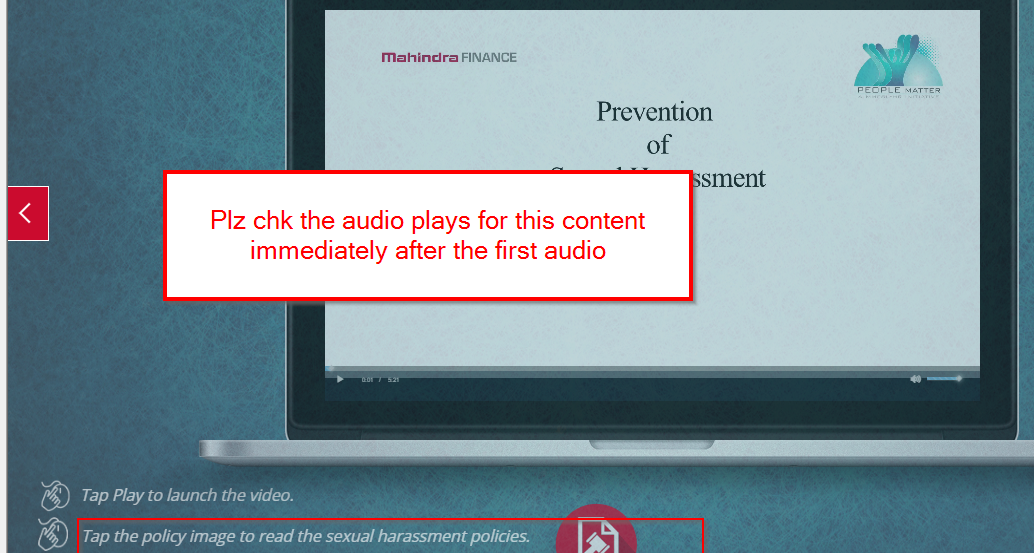 Mahindra FINANCE
PEOPLE MATTER
Prevention
of
ssment
Plz chk the audio plays for this content
immediately after the first audio
0:01 / 5:21
Tap Play to launch the video.
Tap the policy image to read the sexual harassment policies.